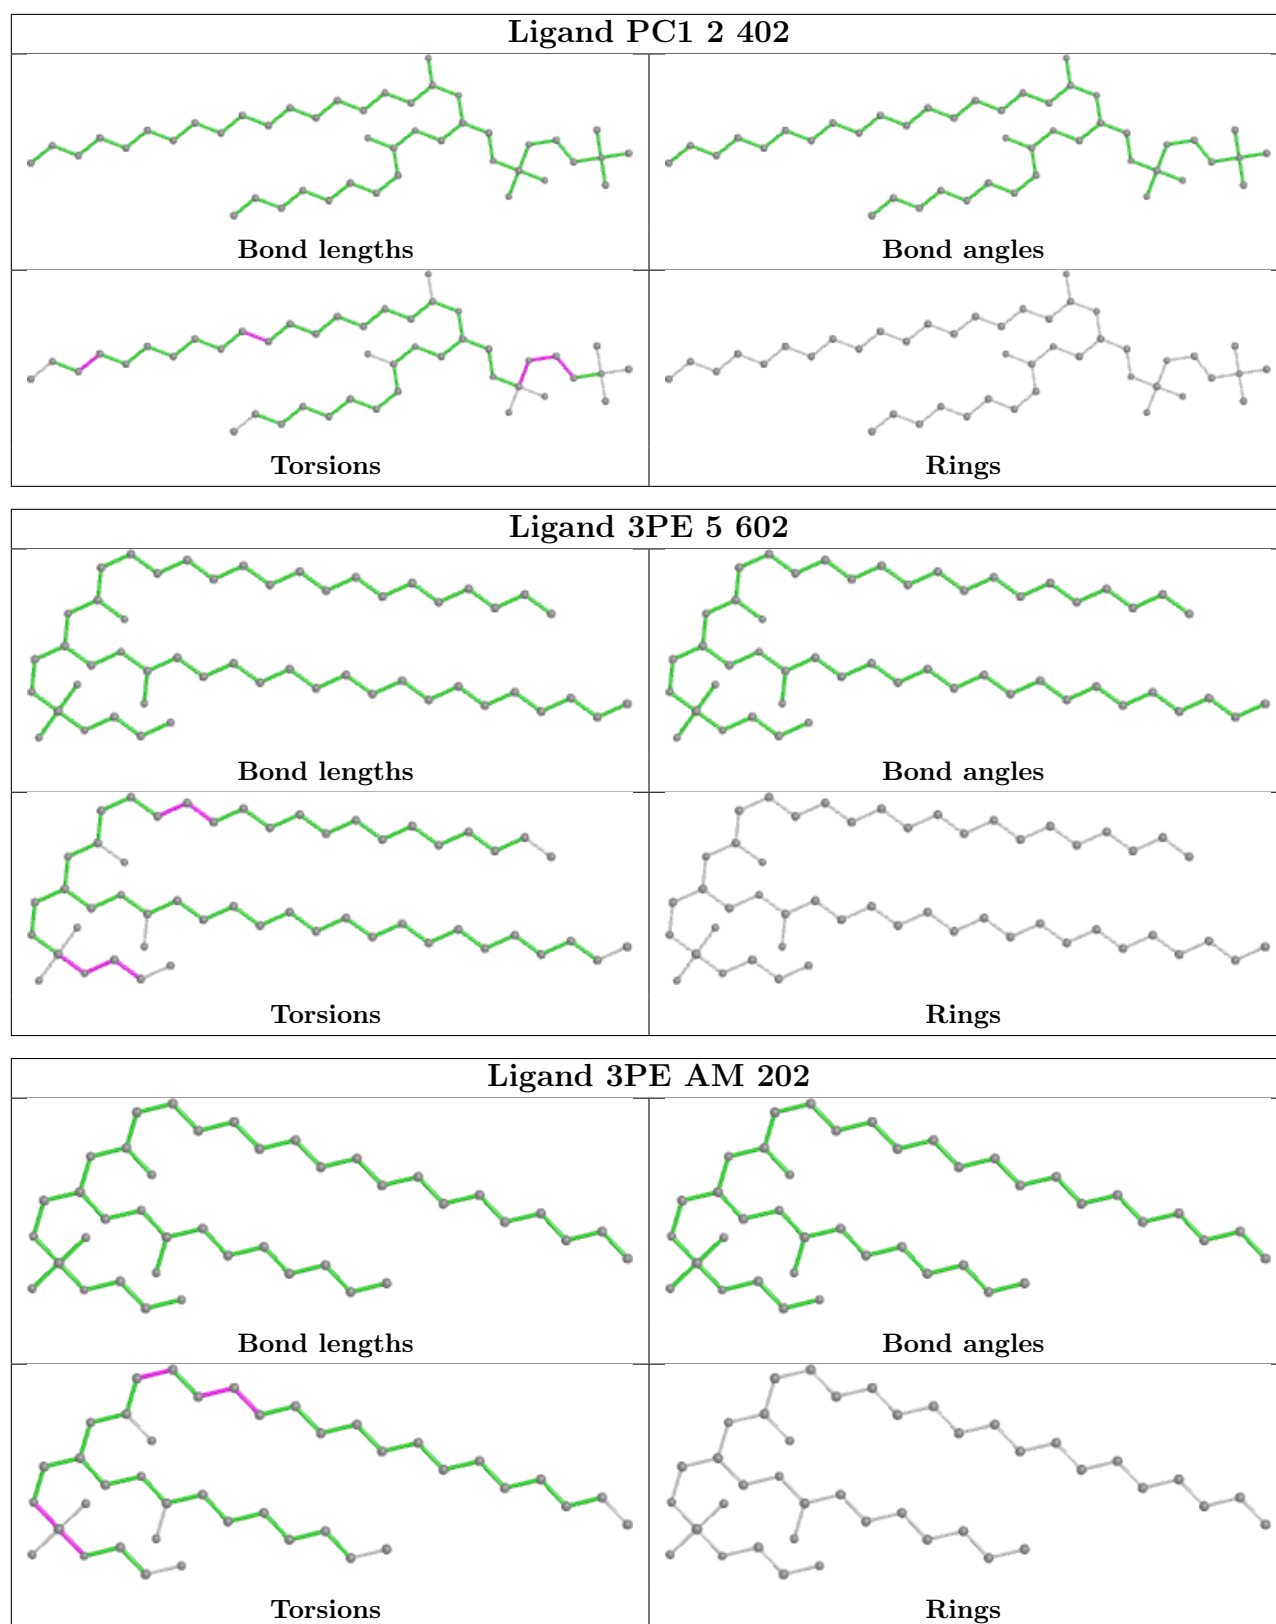 Ligand PC1 2 402
Bond lengths
Bond angles
Torsions
Rings
Ligand 3PE 5 602
Bond lengths
Bond angles
Torsions
Rings
Ligand 3PE AM 202
Bond lengths
Bond angles
Torsions
Rings